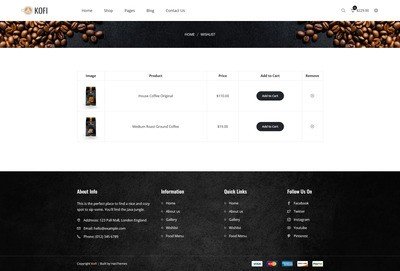 KOFI Home Shop Pages Blog Contact Us
HOME / WISHLIST
Image Product Price Add to Cart Remove
House Coffee Original $110.00 Add to Cart
Medium Roast Ground Coffee $19.00 Add to Cart
About Info
This is the perfect place to find a nice and cozy
spot to sip some. You'll find the Java Jungle.
Address: 123 Pall Mall, London England
Email: hello@example.com
Phone: (012) 345 6789
Information
Home
About us
Gallery
Wishlist
Food Menu
Quick Links
Home
About us
Gallery
Wishlist
Food Menu
Follow Us On
Facebook
Twitter
Instagram
Youtube
Pinterest
Copyright Kofi | Built by
VISA